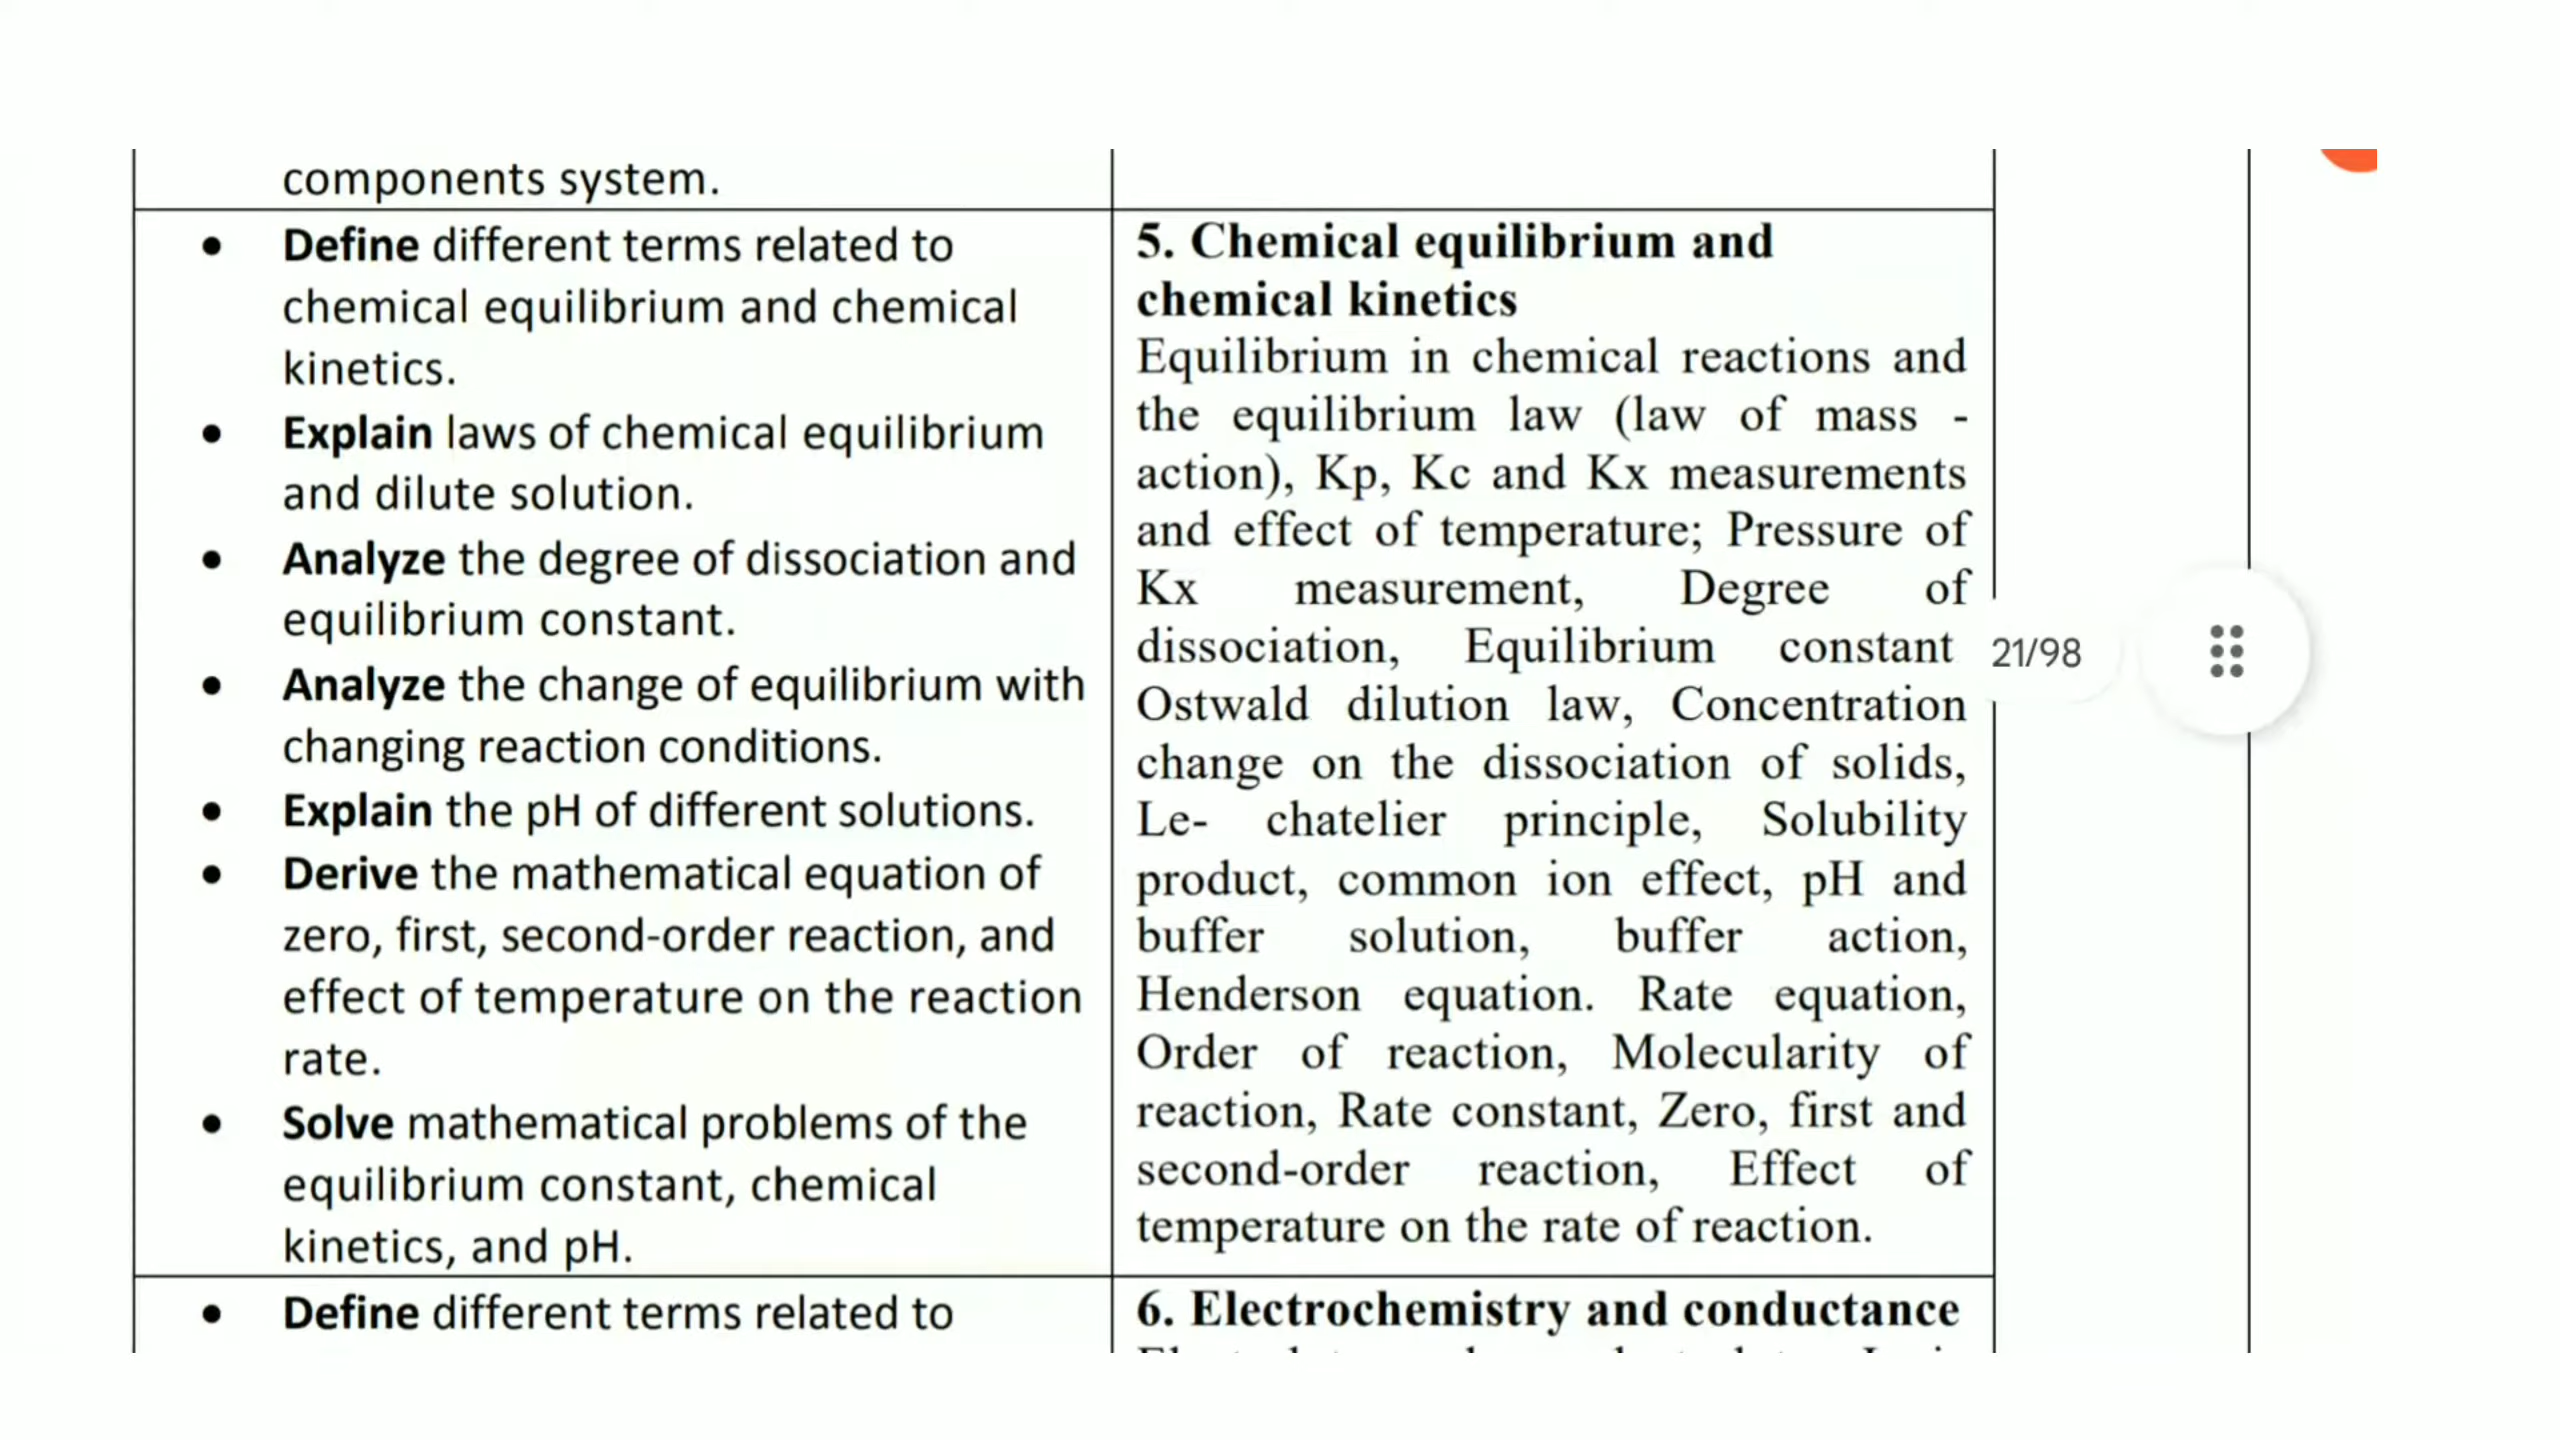 components system.
• Define different terms related to
chemical equilibrium and chemical
kinetics.
• Explain laws of chemical equilibrium
and dilute solution.
• Analyze the degree of dissociation and
equilibrium constant.
• Analyze the change of equilibrium with
changing reaction conditions.
• Explain the pH of different solutions.
• Derive the mathematical equation of
zero, first, second-order reaction, and
effect of temperature on the reaction
rate.
• Solve mathematical problems of the
equilibrium constant, chemical
kinetics, and pH.
5. Chemical equilibrium and
chemical kinetics
Equilibrium in chemical reactions and
the equilibrium law (law of mass -
action), Kp, Kc and Kx measurements
and effect of temperature; Pressure of
Kx measurement, Degree of
dissociation, Equilibrium constant
Ostwald dilution law, Concentration
change on the dissociation of solids,
Le- chatelier principle, Solubility
product, common ion effect, pH and
buffer solution, buffer action,
Henderson equation. Rate equation,
Order of reaction, Molecularity of
reaction, Rate constant, Zero, first and
second-order reaction, Effect of
temperature on the rate of reaction.
21/98
• Define different terms related to
6. Electrochemistry and conductance